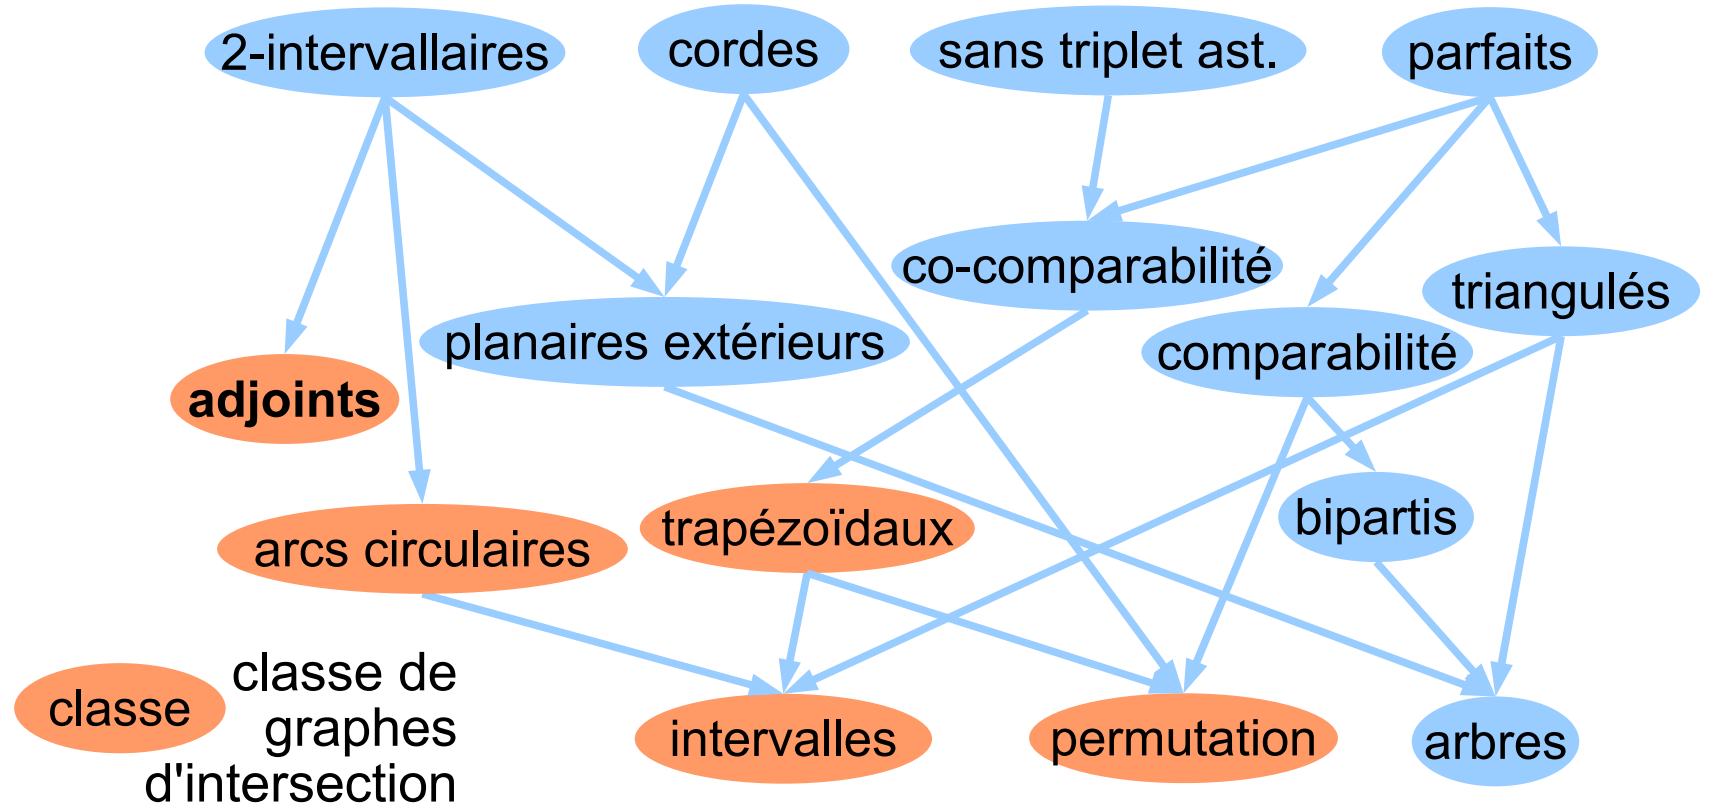 2-intervallaires
cordes
sans triplet ast.
parfaits
co-comparabilité
triangulés
planaires extérieurs
comparabilité
adjoints
bipartis
trapézoïdaux
arcs circulaires
classe
classe de
graphes
d'intersection
intervalles
permutation
arbres